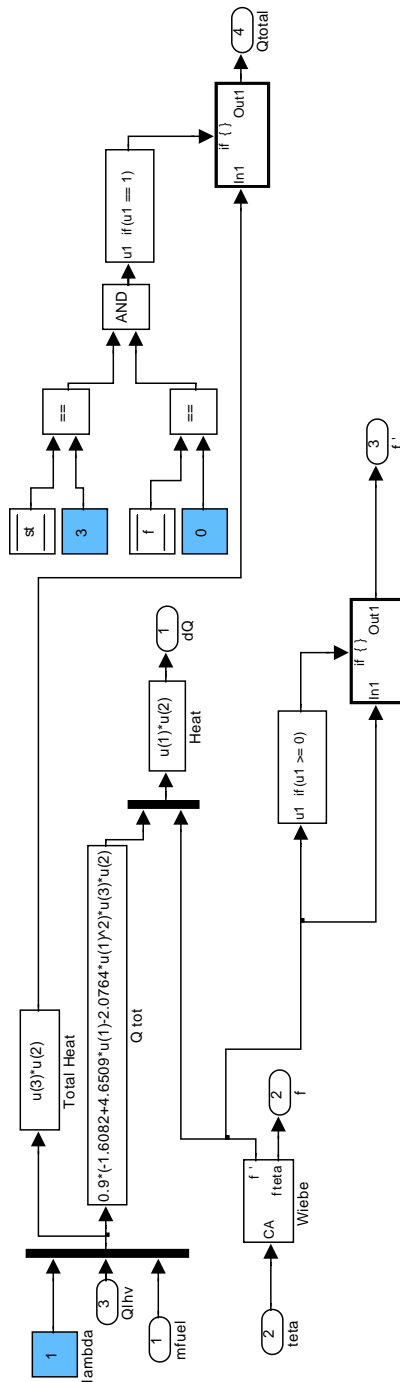 1
lambda
3
Qlhv
1
mfuel
u(3)*u(2)
Total Heat
0.9*(-1.6082+4.6509*u(1)-2.0764*u(1)^2)*u(3)*u(2)
Q tot
u(1)*u(2)
Heat
1
dQ
st
3
==
f
0
==
AND
u1 if(u1 == 1)
if { }
In1
Out1
4
Qtotal
2
teta
CA
f '
f teta
Wiebe
2
f
u1 if(u1 >= 0)
if { }
In1
Out1
3
f '